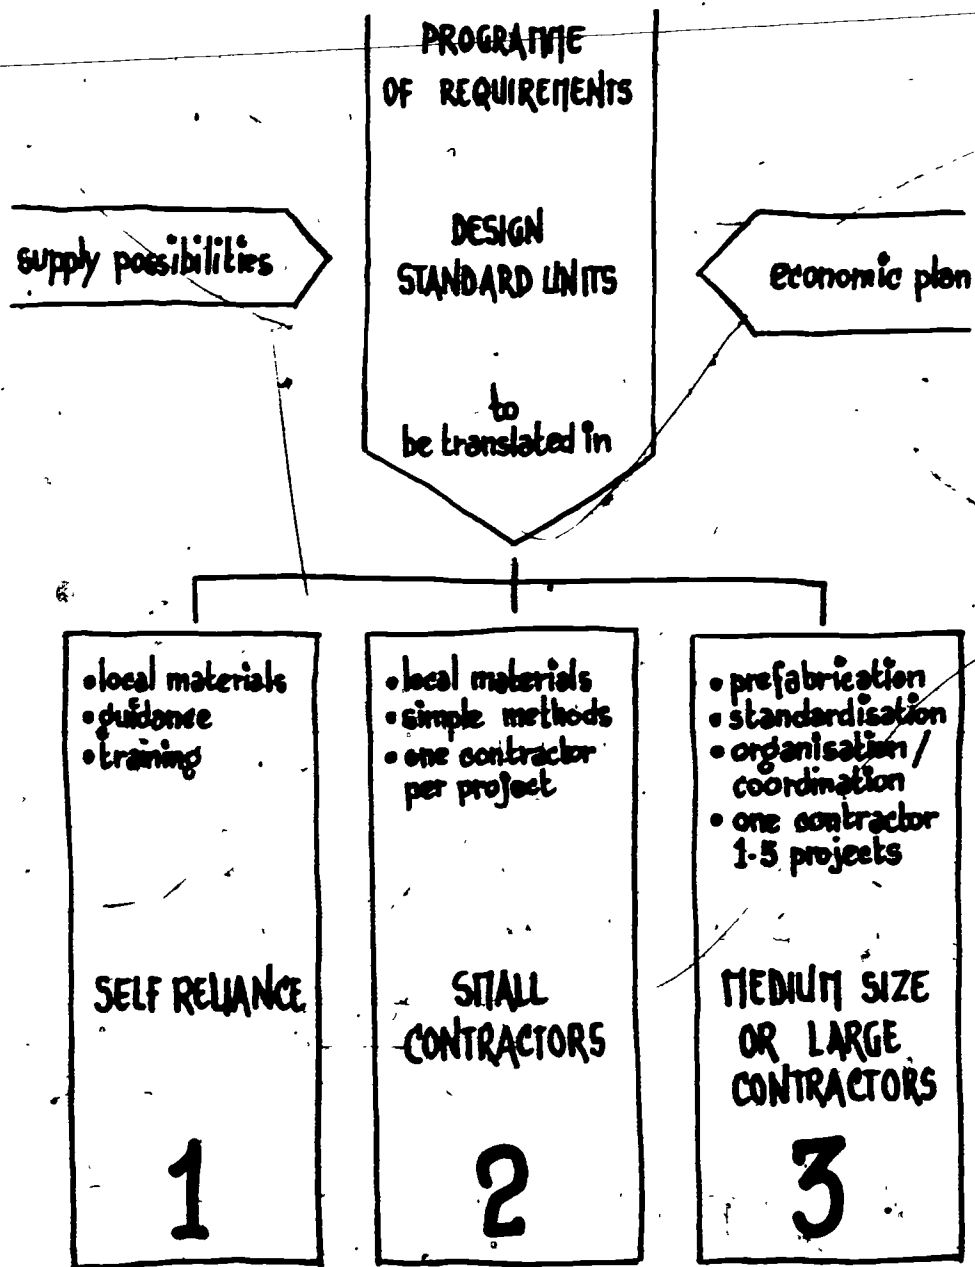 PROGRAMME
OF REQUIREMENTS
DESIGN
STANDARD UNITS
to
be translated in
supply possibilities
economic plan
• local materials
• guidance
• training
SELF RELIANCE
1
• local materials
• simple methods
• one contractor
per project
SMALL
CONTRACTORS
2
• prefabrication
• standardisation
• organisation/
coordination
• one contractor
1-5 projects
MEDIUM SIZE
OR LARGE
CONTRACTORS
3